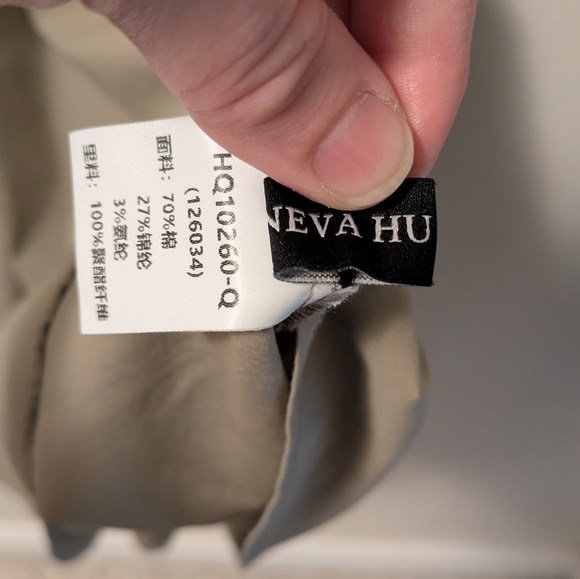 NEVA HU
HQ10260-Q
(126034)
面料：70%棉
27%锦纶
3%氨纶
里料：100%聚酯纤维